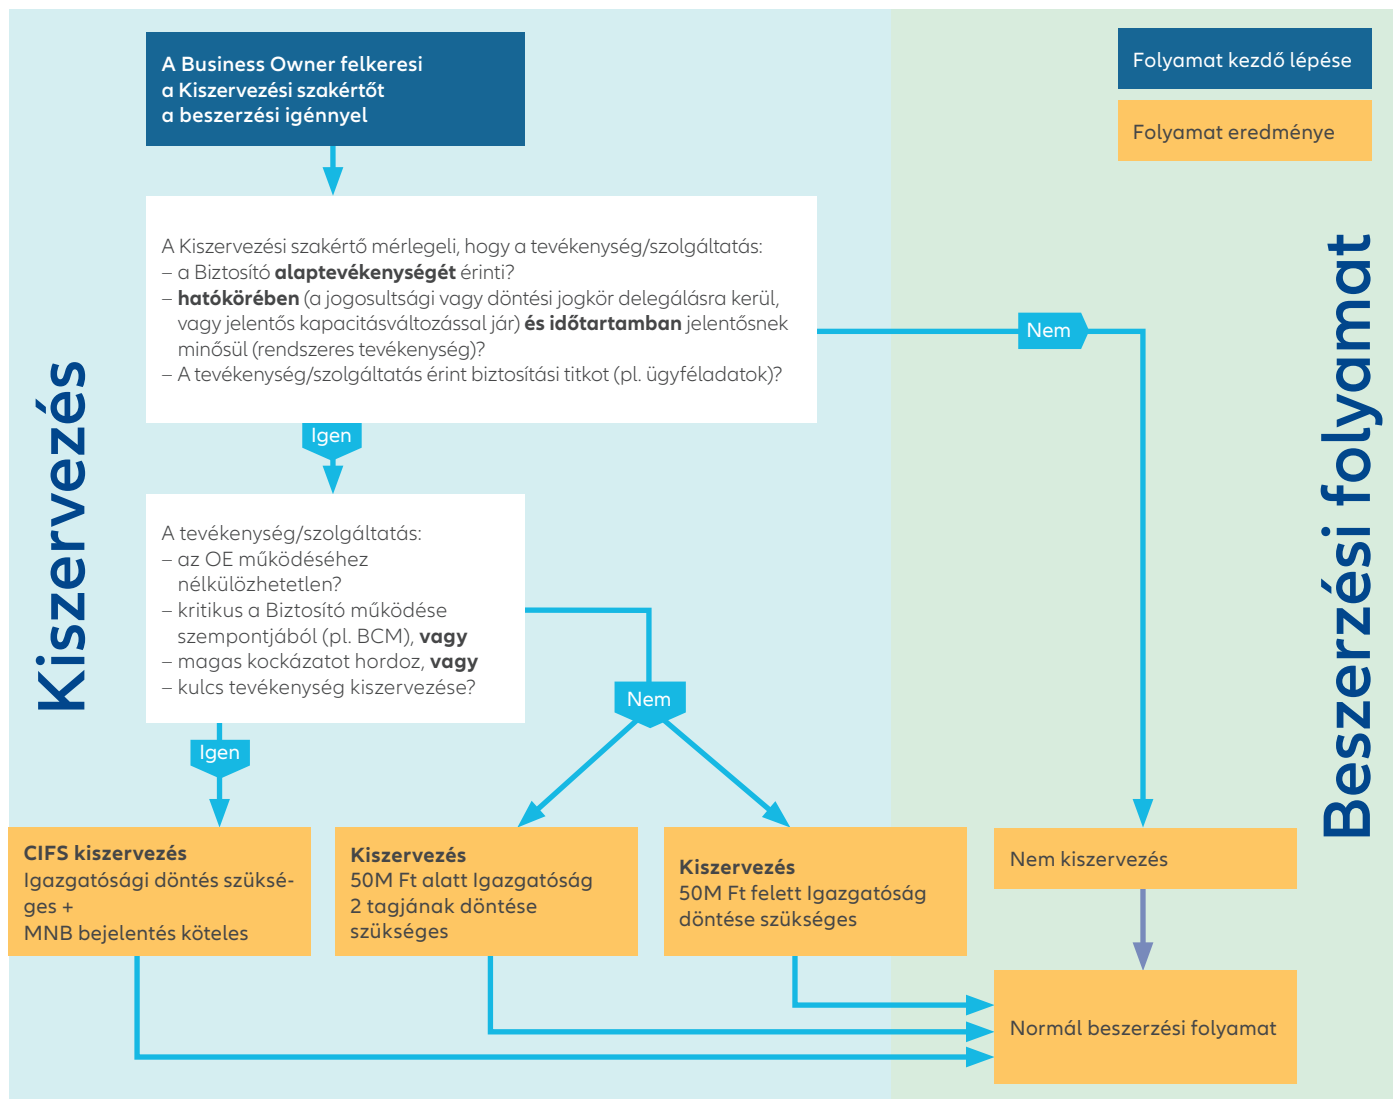 Kiszervezés
Beszerzési folyamat
Folyamat kezdő lépése
Folyamat eredménye
A Business Owner felkeresi
a Kiszervezési szakértőt
a beszerzési igénnyel
A Kiszervezési szakértő mérlegeli, hogy a tevékenység/szolgáltatás:
– a Biztosító alaptevékenységét érinti?
– hatókörében (a jogosultsági vagy döntési jogkör delegálásra kerül,
vagy jelentős kapacitásváltozással jár) és időtartamban jelentősnek
minősül (rendszeres tevékenység)?
– A tevékenység/szolgáltatás érint biztosítási titkot (pl. ügyféladatok)?
Nem
Igen
A tevékenység/szolgáltatás:
– az OE működéséhez
nélkülözhetetlen?
– kritikus a Biztosító működése
szempontjából (pl. BCM), vagy
– magas kockázatot hordoz, vagy
– kulcs tevékenység kiszervezése?
Nem
Igen
CIFS kiszervezés
Igazgatósági döntés szüksé-
ges +
MNB bejelentés köteles
Kiszervezés
50M Ft alatt Igazgatóság
2 tagjának döntése
szükséges
Kiszervezés
50M Ft felett Igazgatóság
döntése szükséges
Nem kiszervezés
Normál beszerzési folyamat